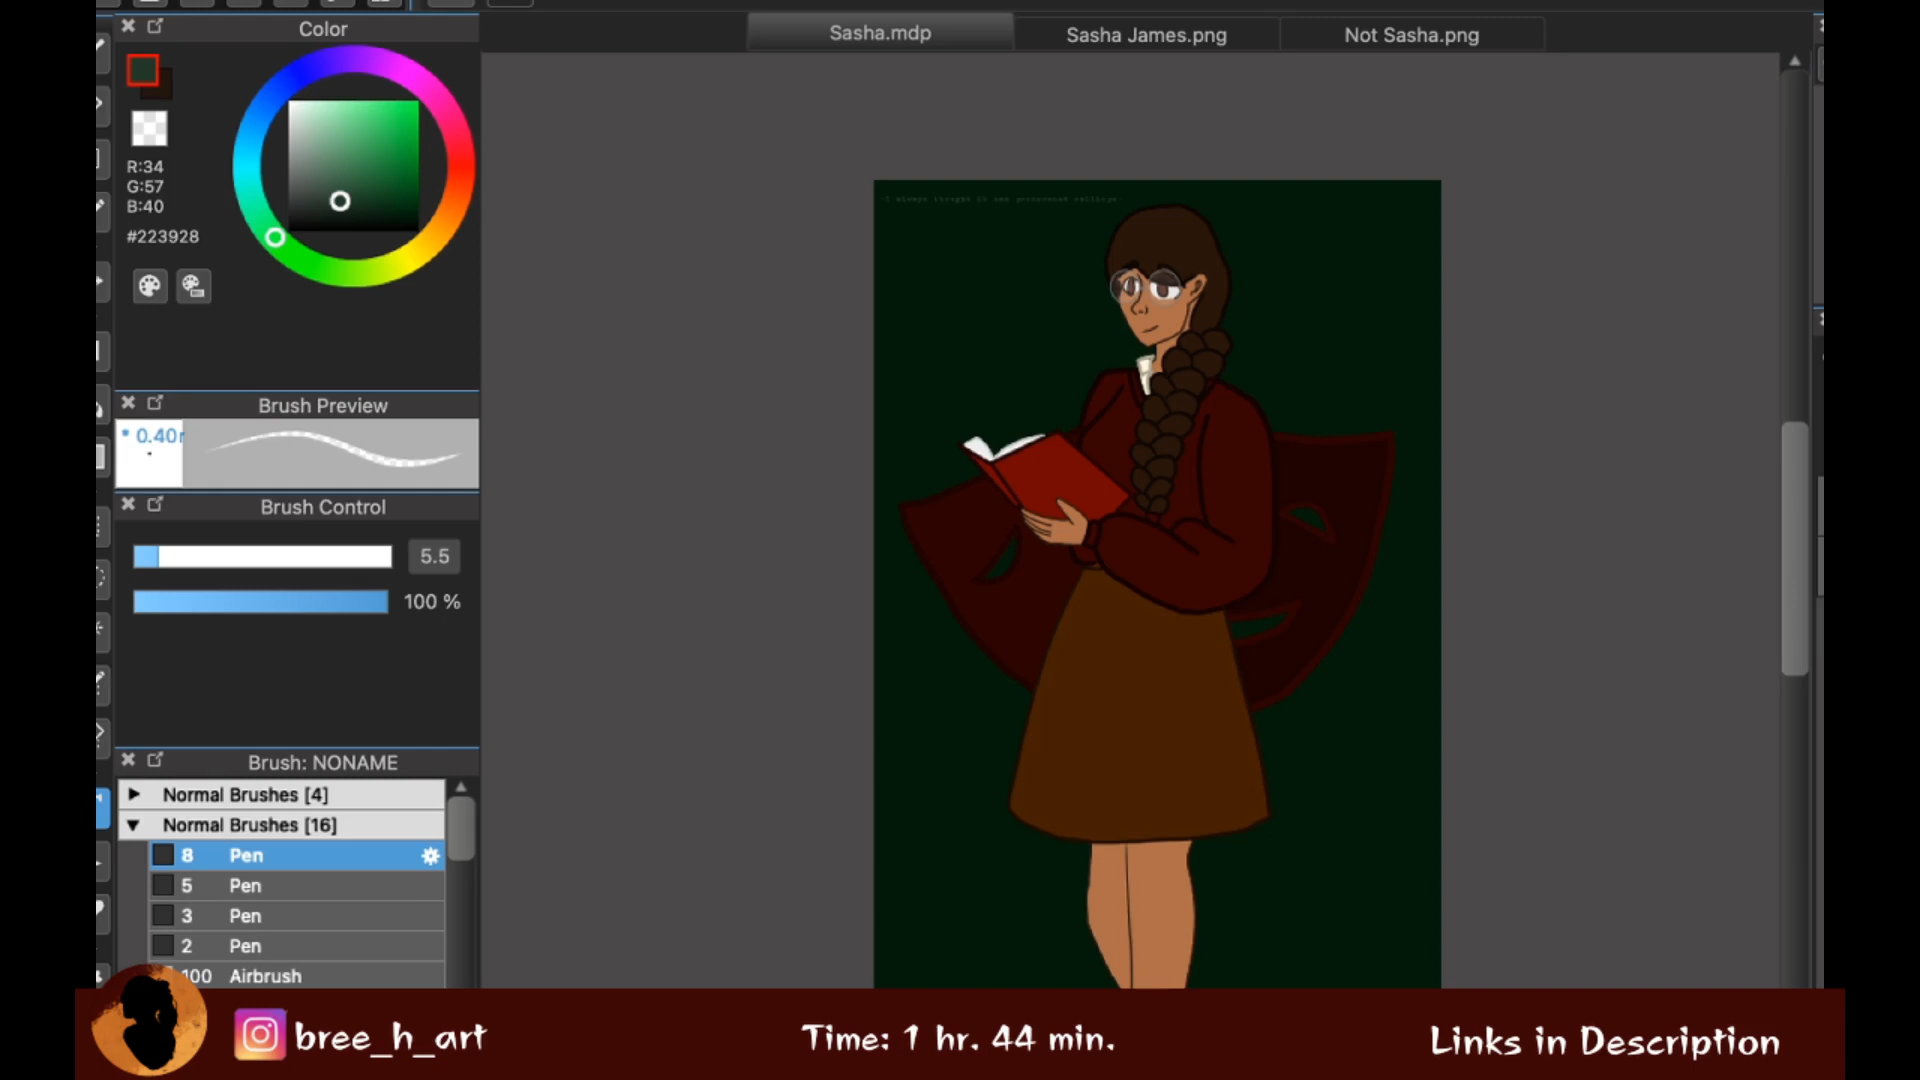 Color
Sasha.mdp
Sasha James.png
Not Sasha.png
R:34
G:57
B:40
#223928
Brush Preview
* 0.40
Brush Control
5.5
100 %
Brush: NONAME
Normal Brushes [4]
Normal Brushes [16]
8 Pen
5 Pen
3 Pen
2 Pen
100 Airbrush
bree_h_art
Time: 1 hr. 44 min.
Links in Description